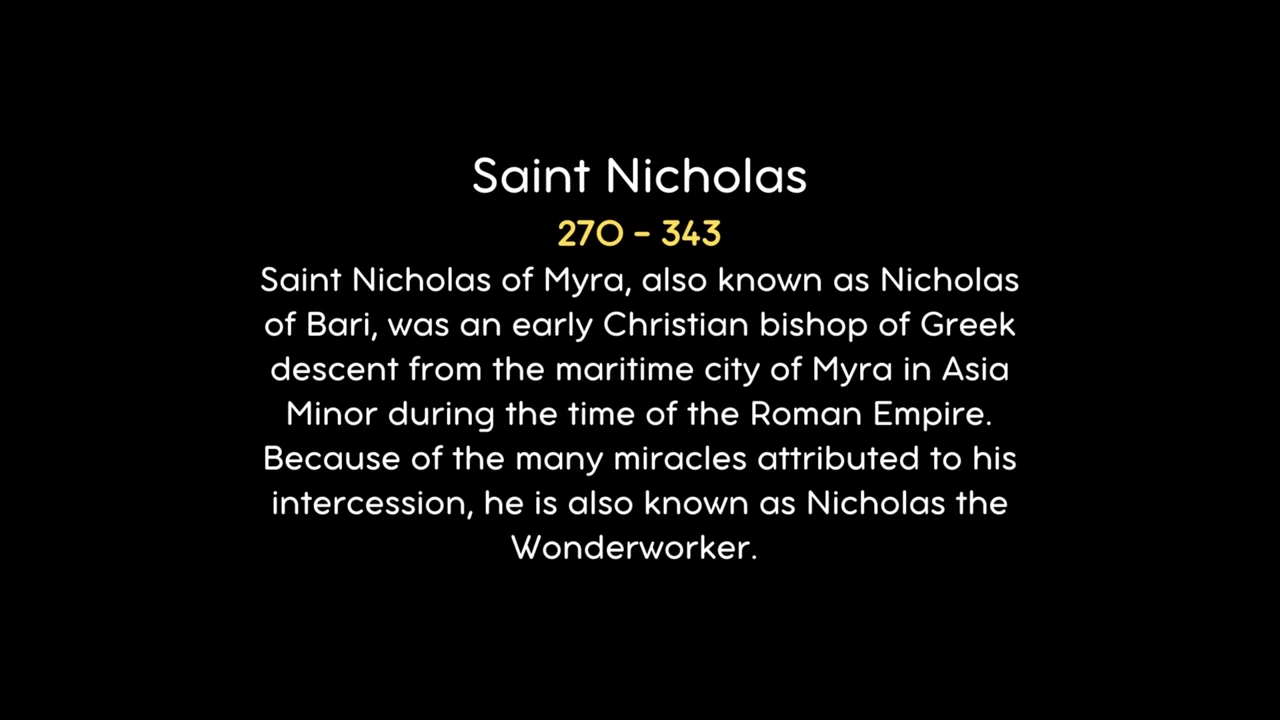 Saint Nicholas
270 - 343
Saint Nicholas of Myra, also known as Nicholas
of Bari, was an early Christian bishop of Greek
descent from the maritime city of Myra in Asia
Minor during the time of the Roman Empire.
Because of the many miracles attributed to his
intercession, he is also known as Nicholas the
Wonderworker.